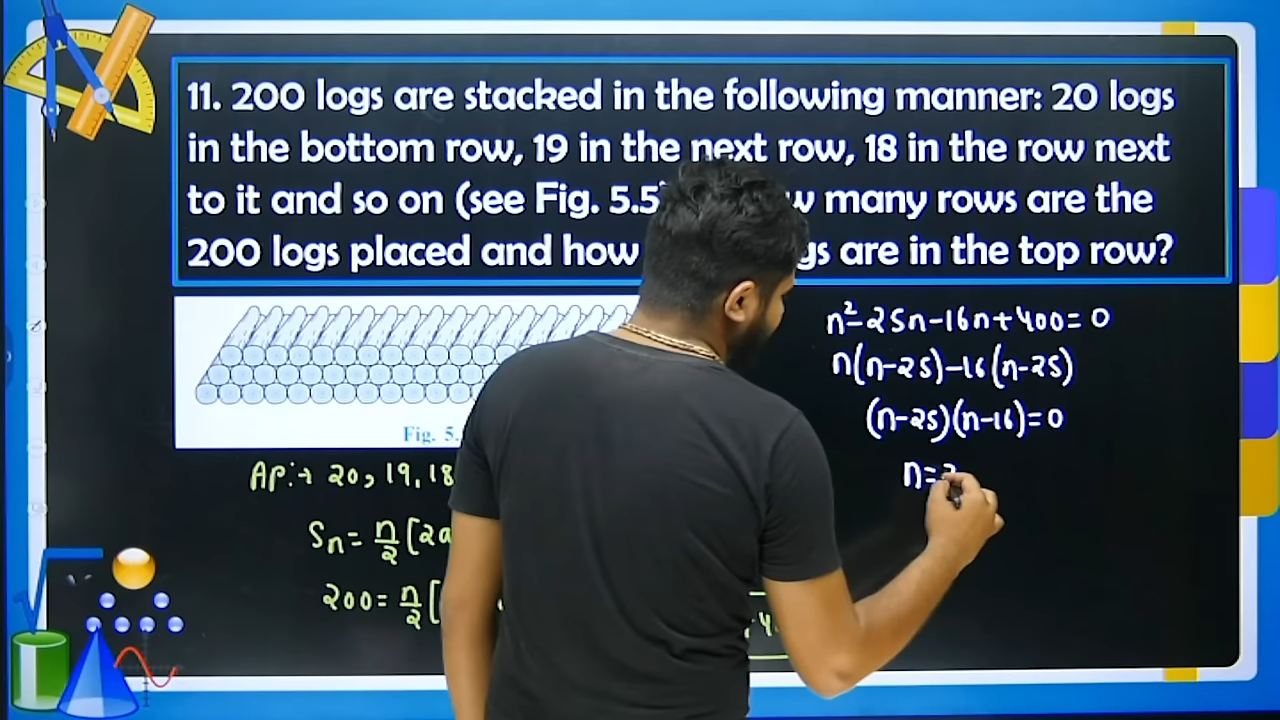 11. 200 logs are stacked in the following manner: 20 logs
in the bottom row, 19 in the next row, 18 in the row next
to it and so on (see Fig. 5.5 many rows are the
200 logs placed and how are in the top row?
Fig. 5.
AP:→ 20, 19, 18
Sn = n/2 [2a
200 = n/2 [
n²-25n-16n+400=0
n(n-25)-16(n-25)
(n-25)(n-16)=0
n=2